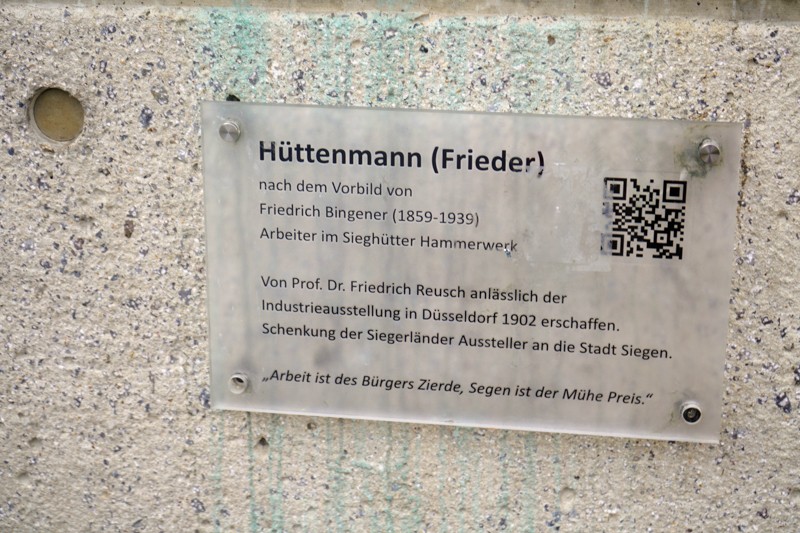 Hüttenmann (Frieder)
nach dem Vorbild von
Friedrich Bingener (1859-1939)
Arbeiter im Sieghütter Hammerwerk
Von Prof. Dr. Friedrich Reusch anlässlich der
Industrieausstellung in Düsseldorf 1902 erschaffen.
Schenkung der Siegerländer Aussteller an die Stadt Siegen.
„Arbeit ist des Bürgers Zierde, Segen ist der Mühe Preis.“